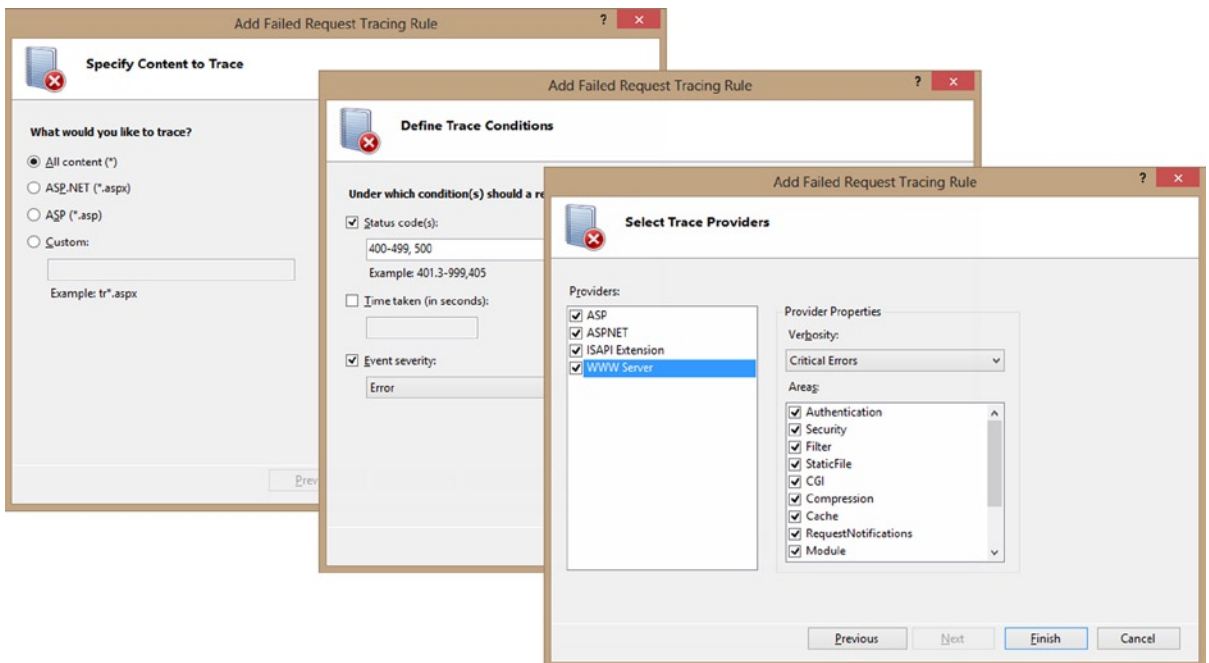 Add Failed Request Tracing Rule
?
Specify Content to Trace
What would you like to trace?
All content (*)
ASP.NET (*.aspx)
ASP (*.asp)
Custom:
Example: tr*.aspx
Add Failed Request Tracing Rule
?
Define Trace Conditions
Under which condition(s) should a
Status code(s):
400-499, 500
Example: 401.3-999,405
Time taken (in seconds):
Event severity:
Error
Add Failed Request Tracing Rule
?
Select Trace Providers
Providers:
ASP
ASPNET
ISAPI Extension
WWW Server
Provider Properties
Verbosity:
Critical Errors
Areas:
Authentication
Security
Filter
StaticFile
CGI
Compression
Cache
RequestNotifications
Module
Previous
Next
Finish
Cancel